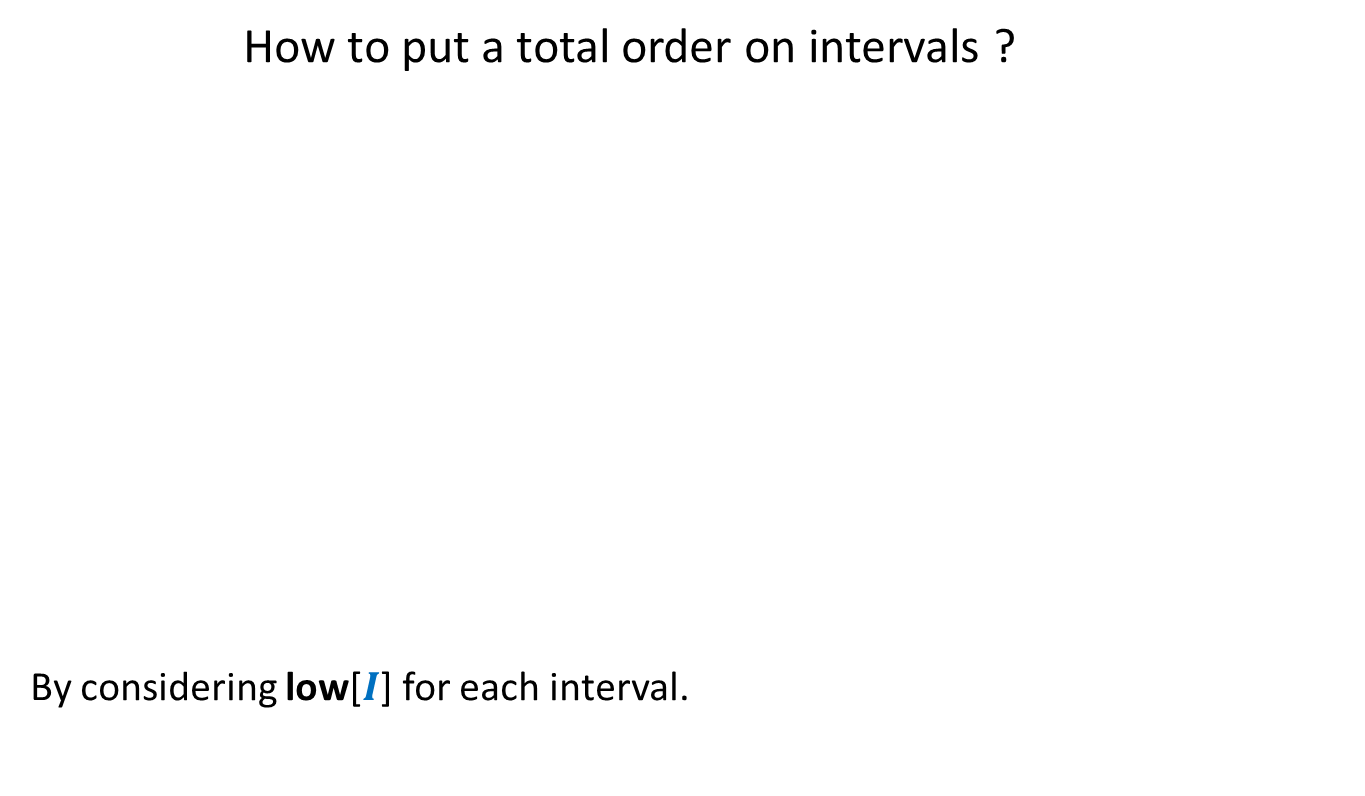 How to put a total order on intervals ?
By considering low[I] for each interval.